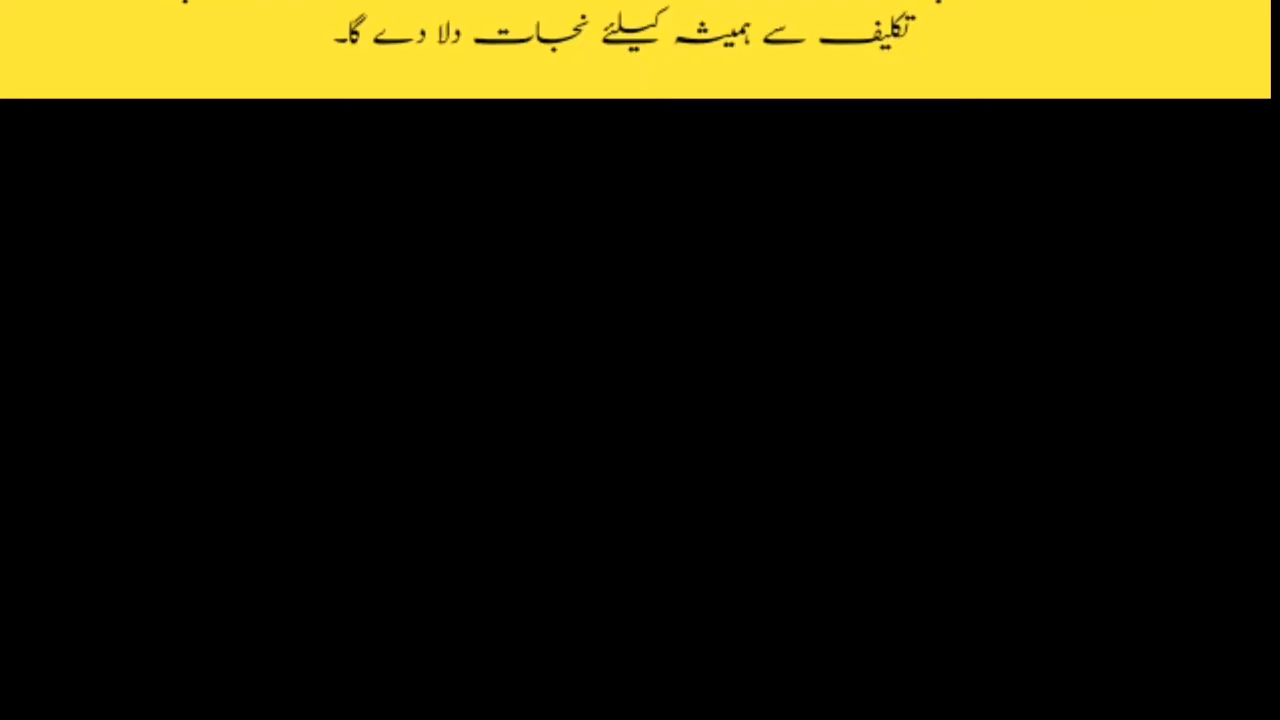 تکلیف سے ہمیشہ کیلئے نجات دلا دے گا۔